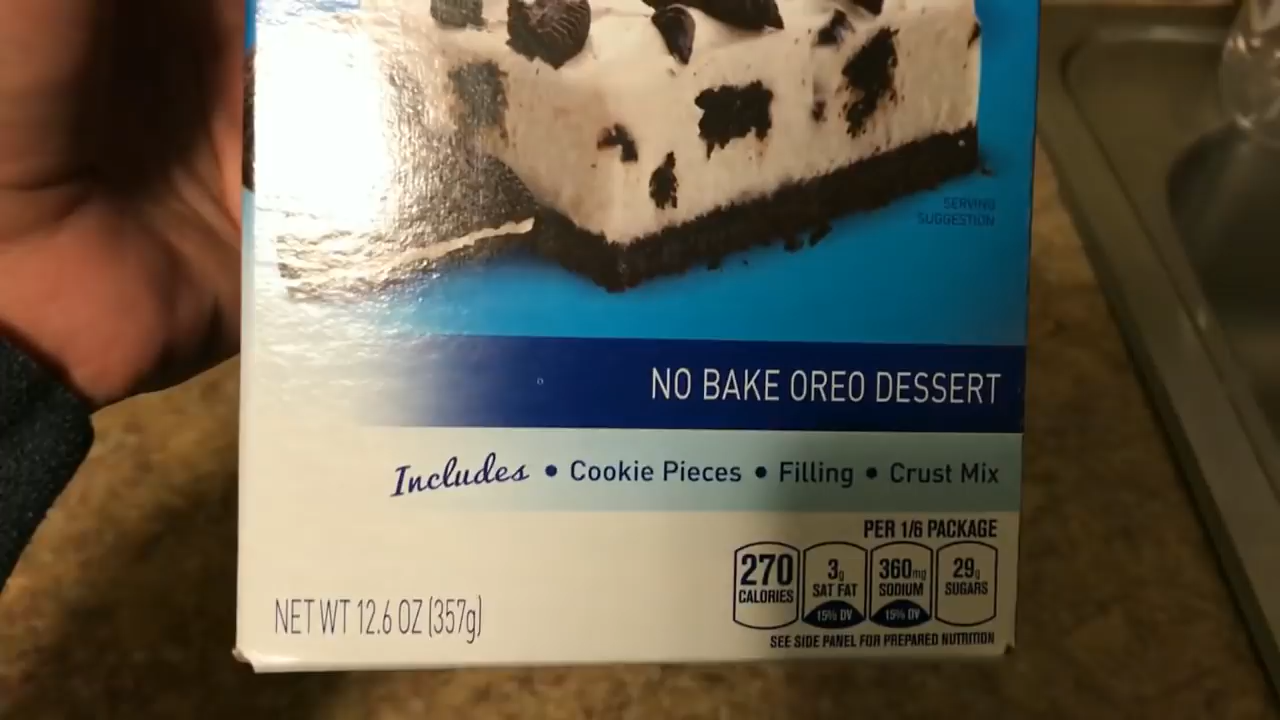 SERVING
SUGGESTION
NO BAKE OREO DESSERT
Includes • Cookie Pieces • Filling • Crust Mix
PER 1/6 PACKAGE
270 CALORIES
3g SAT FAT 15% DV
360mg SODIUM 15% DV
29g SUGARS
SEE SIDE PANEL FOR PREPARED NUTRITION
NET WT 12.6 OZ (357g)